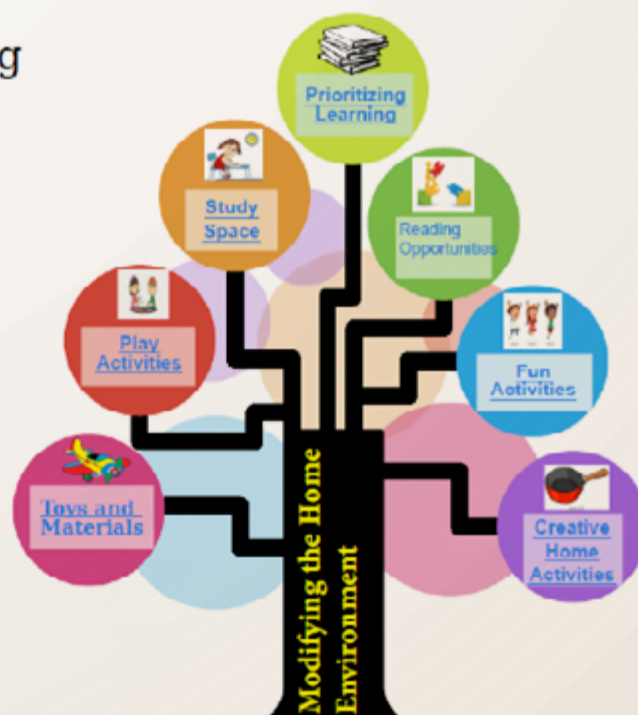 g
Prioritizing
Learning
Study
Space
Reading
Opportunities
Play
Activities
Fun
Activities
Toys and
Materials
Creative
Home
Activities
Modifying the Home
Environment